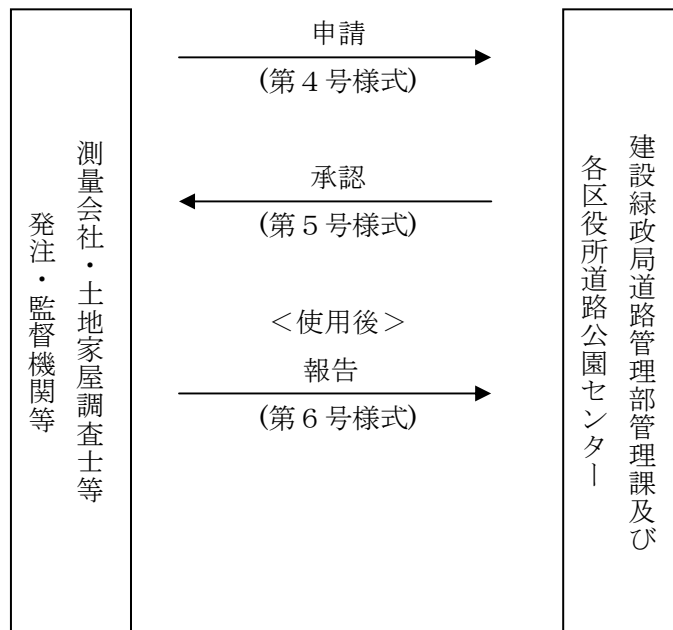 測量会社・土地家屋調査士等
発注・監督機関等
申請
(第４号様式)
承認
(第５号様式)
＜使用後＞
報告
(第６号様式)
建設緑政局道路管理部管理課及び
各区役所道路公園センター